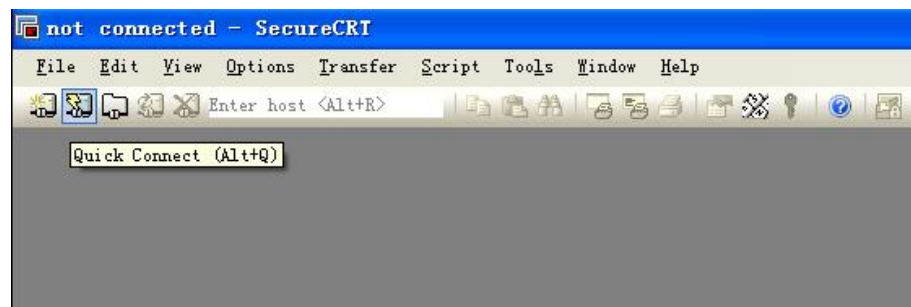 not connected - SecureCRT
File Edit View Options Transfer Script Tools Window Help
Enter host <Alt+R>
Quick Connect (Alt+Q)